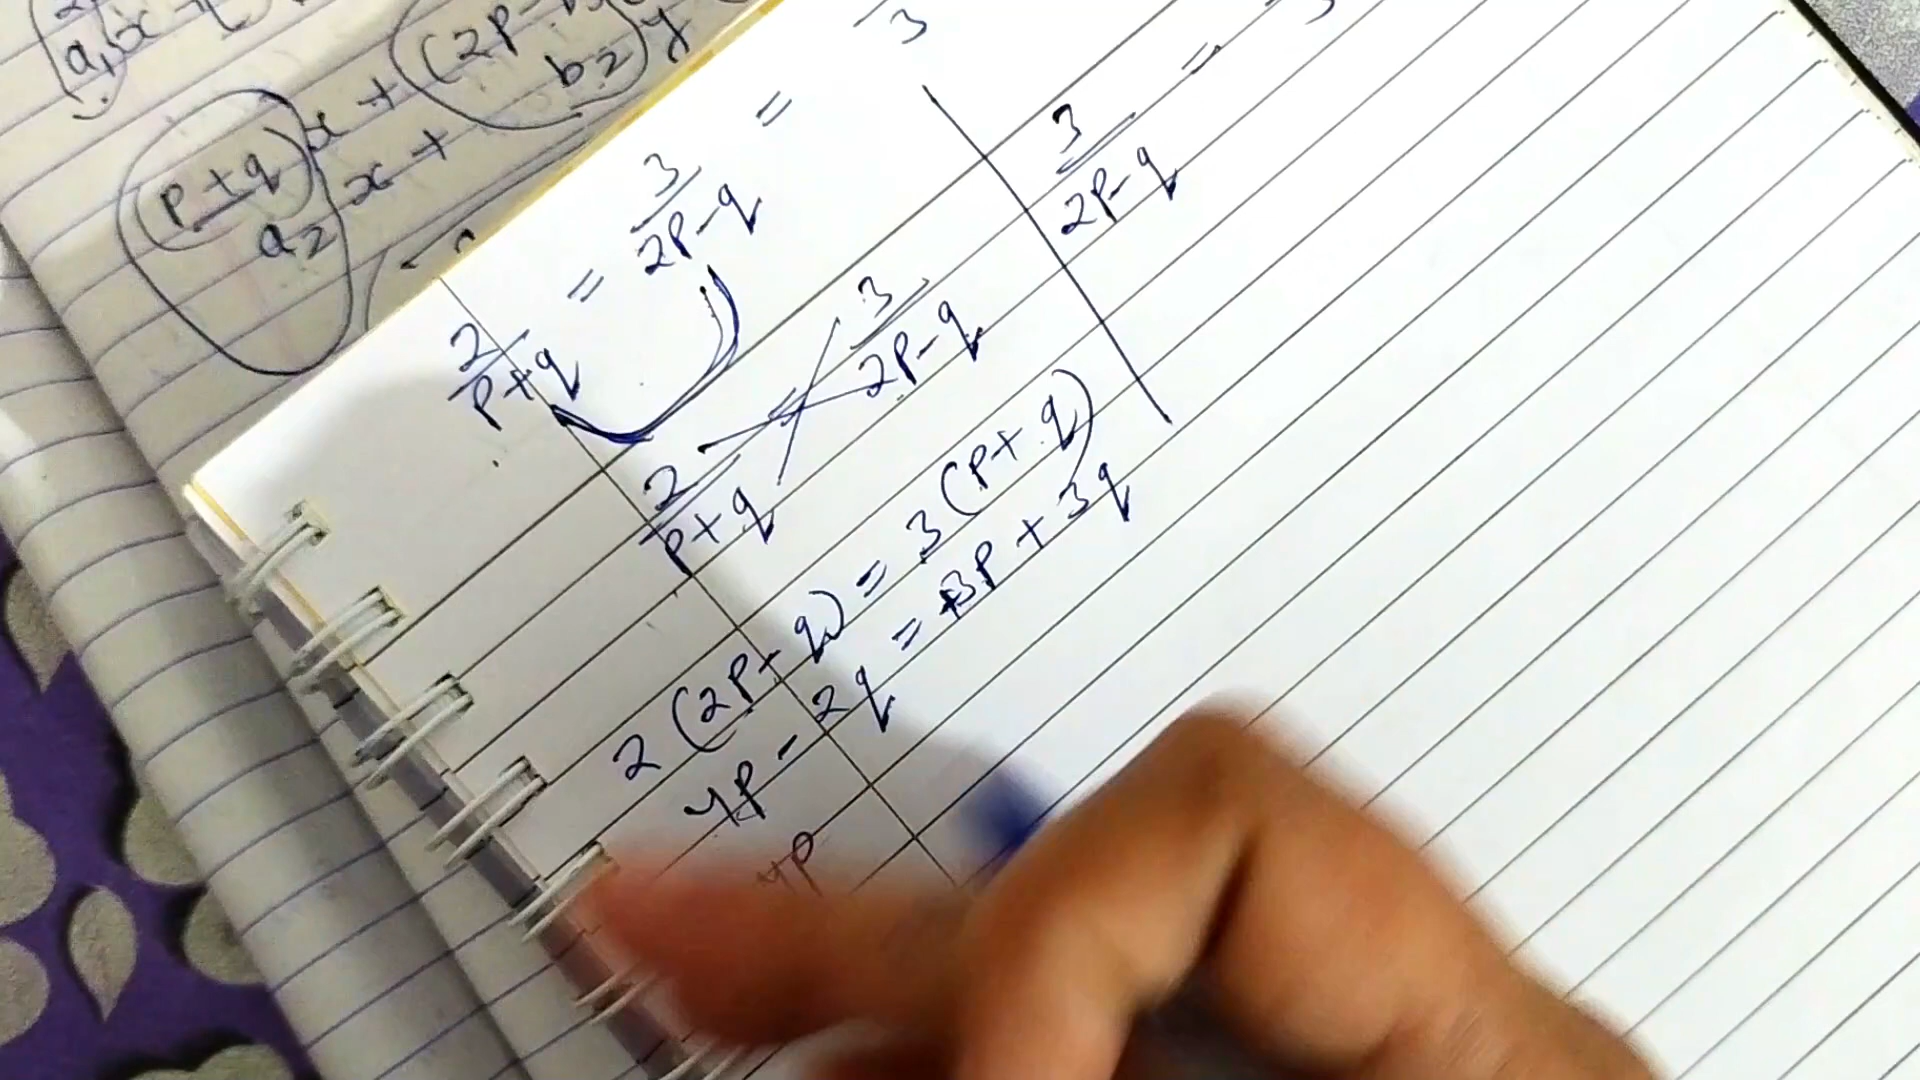 a₁x
(2p-
b₂ y
(p+q)x +
a₂ x +
2/p+q = 3/2p-q =
3
2/p+q 3/2p-q
3/2p-q =
2(2p-q) = 3(p+q)
4p - 2q = 3p + 3q
4p